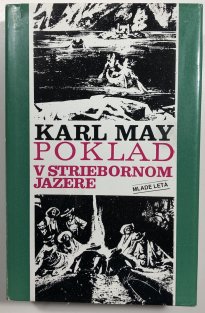 KARL MAY
POKLAD
V STRIEBORNOM
JAZERE
MLADÉ LETÁ